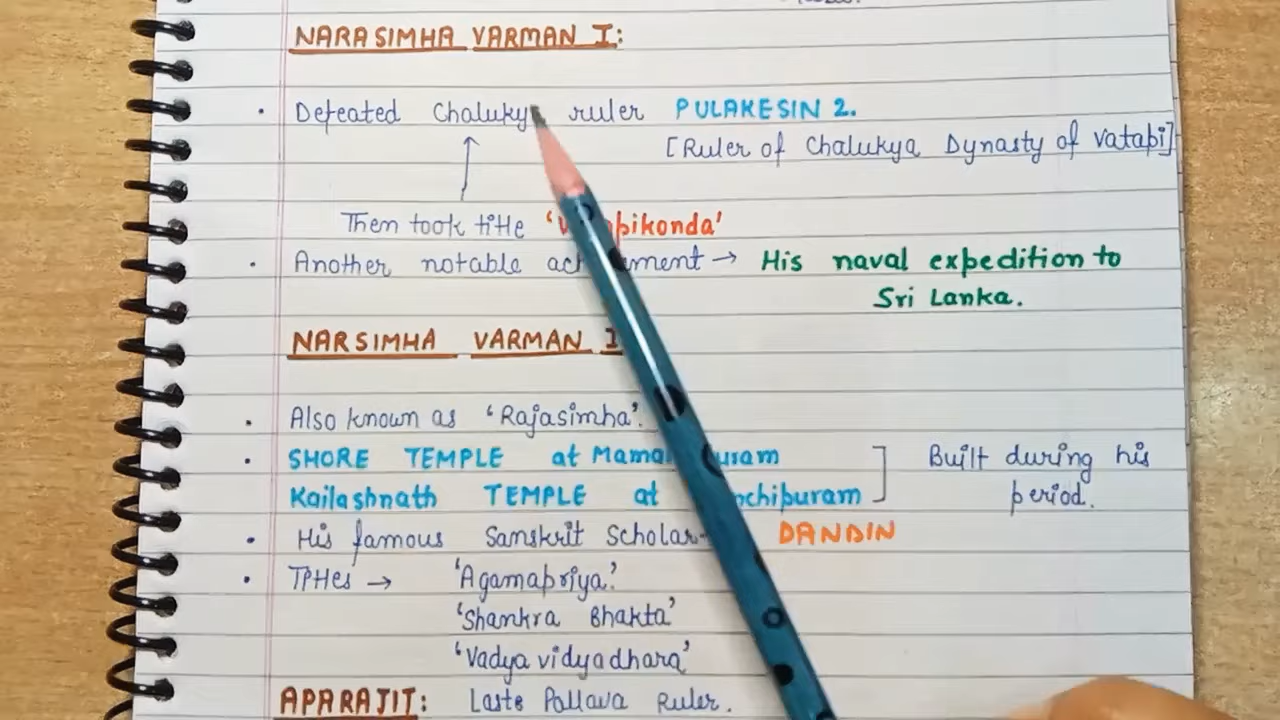 NARASIMHA VARMAN I:
• Defeated Chalukya ruler PULAKESIN 2.
[Ruler of Chalukya Dynasty of Vatapi]
Then took title
• Another notable → His naval expedition to
Sri Lanka.
NARSIMHA VARMAN
• Also known as 'Rajasimha'.
• SHORE TEMPLE at
Kailashnath TEMPLE at
Built during his
period.
• His famous Sanskrit Scholar- DANDIN
• Titles → 'Agamapriya'.
'Shankra Bhakta'
'Vadya vidyadhara'
APARAJIT: Laste Pallava Ruler.